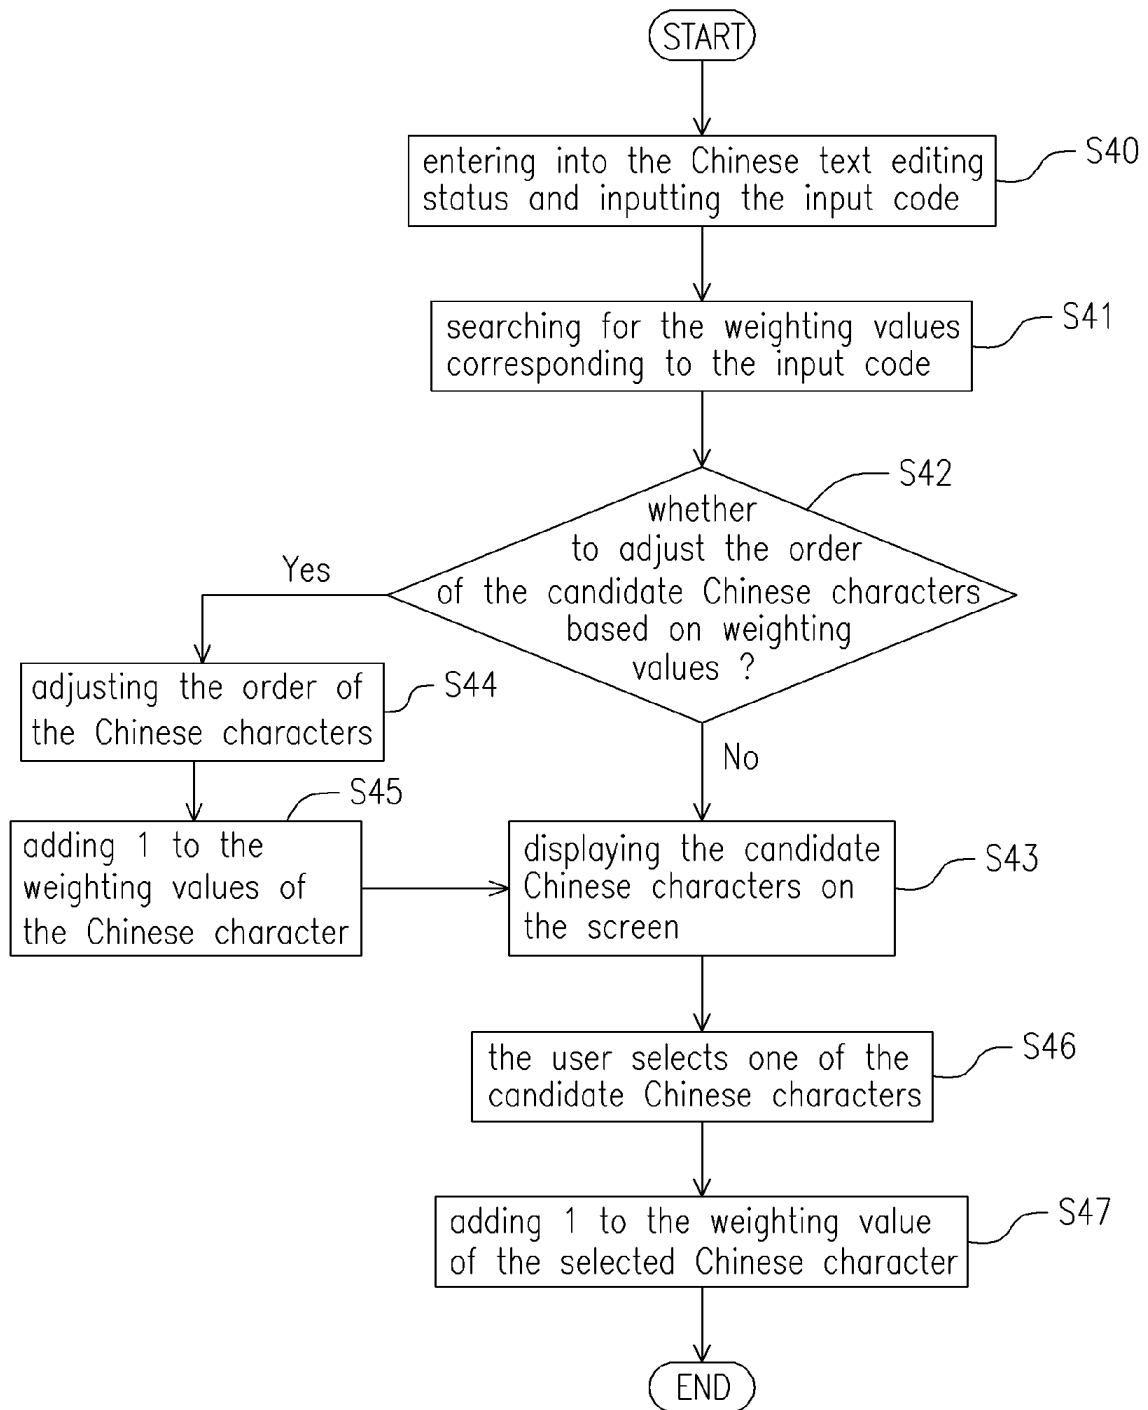 START
entering into the Chinese text editing
status and inputting the input code
S40
searching for the weighting values
corresponding to the input code
S41
S42
whether
to adjust the order
of the candidate Chinese characters
based on weighting
values ?
Yes
No
adjusting the order of
the Chinese characters
S44
S45
adding 1 to the
weighting values of
the Chinese character
displaying the candidate
Chinese characters on
the screen
S43
the user selects one of the
candidate Chinese characters
S46
adding 1 to the weighting value
of the selected Chinese character
S47
END